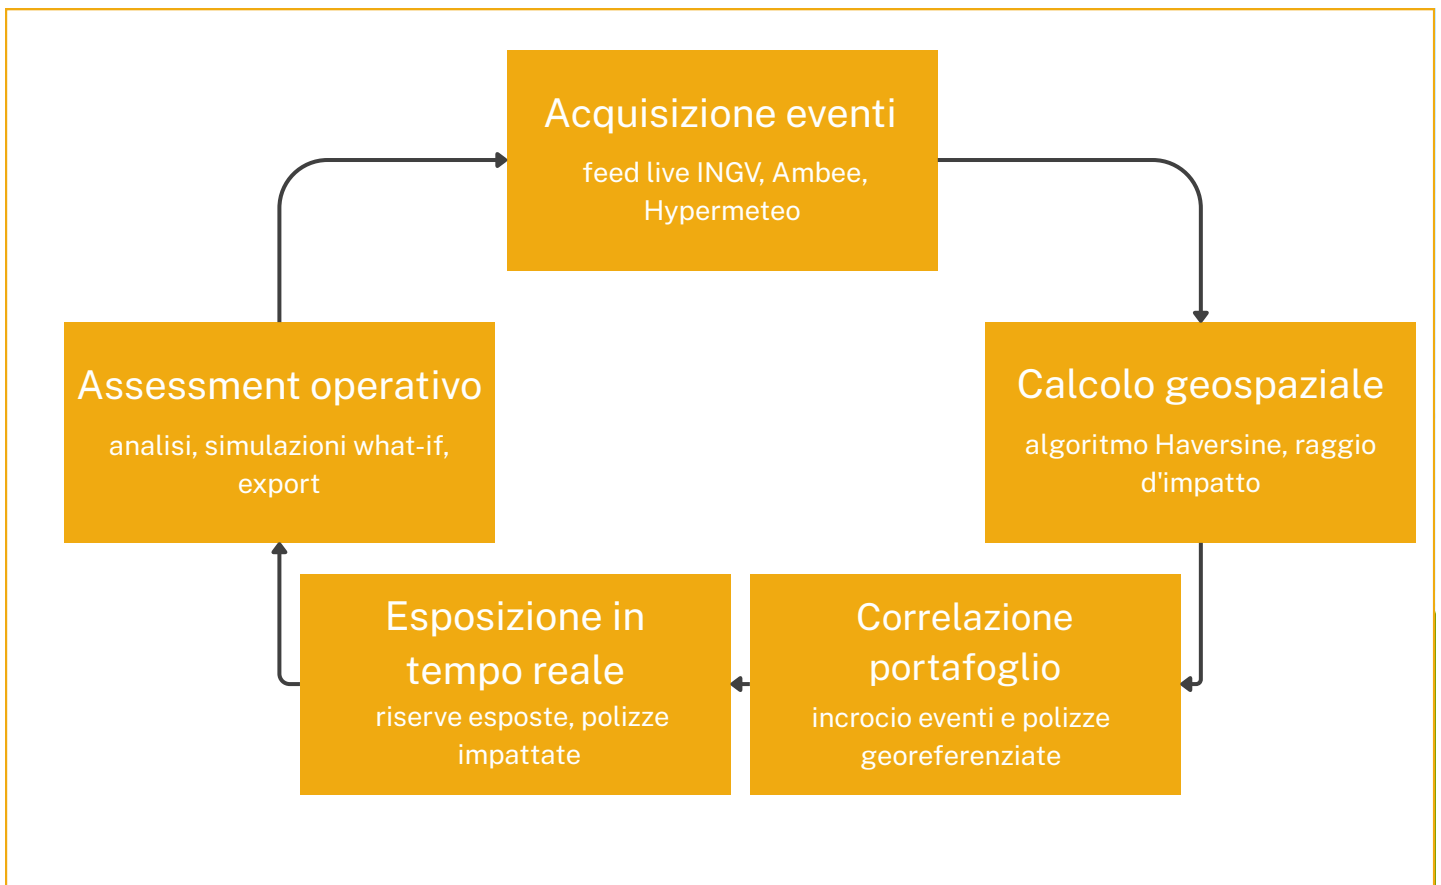 Acquisizione eventi
feed live INGV, Ambee,
Hypermeteo
Calcolo geospaziale
algoritmo Haversine, raggio
d'impatto
Correlazione
portafoglio
incrocio eventi e polizze
georeferenziate
Esposizione in
tempo reale
riserve esposte, polizze
impattate
Assessment operativo
analisi, simulazioni what-if,
export